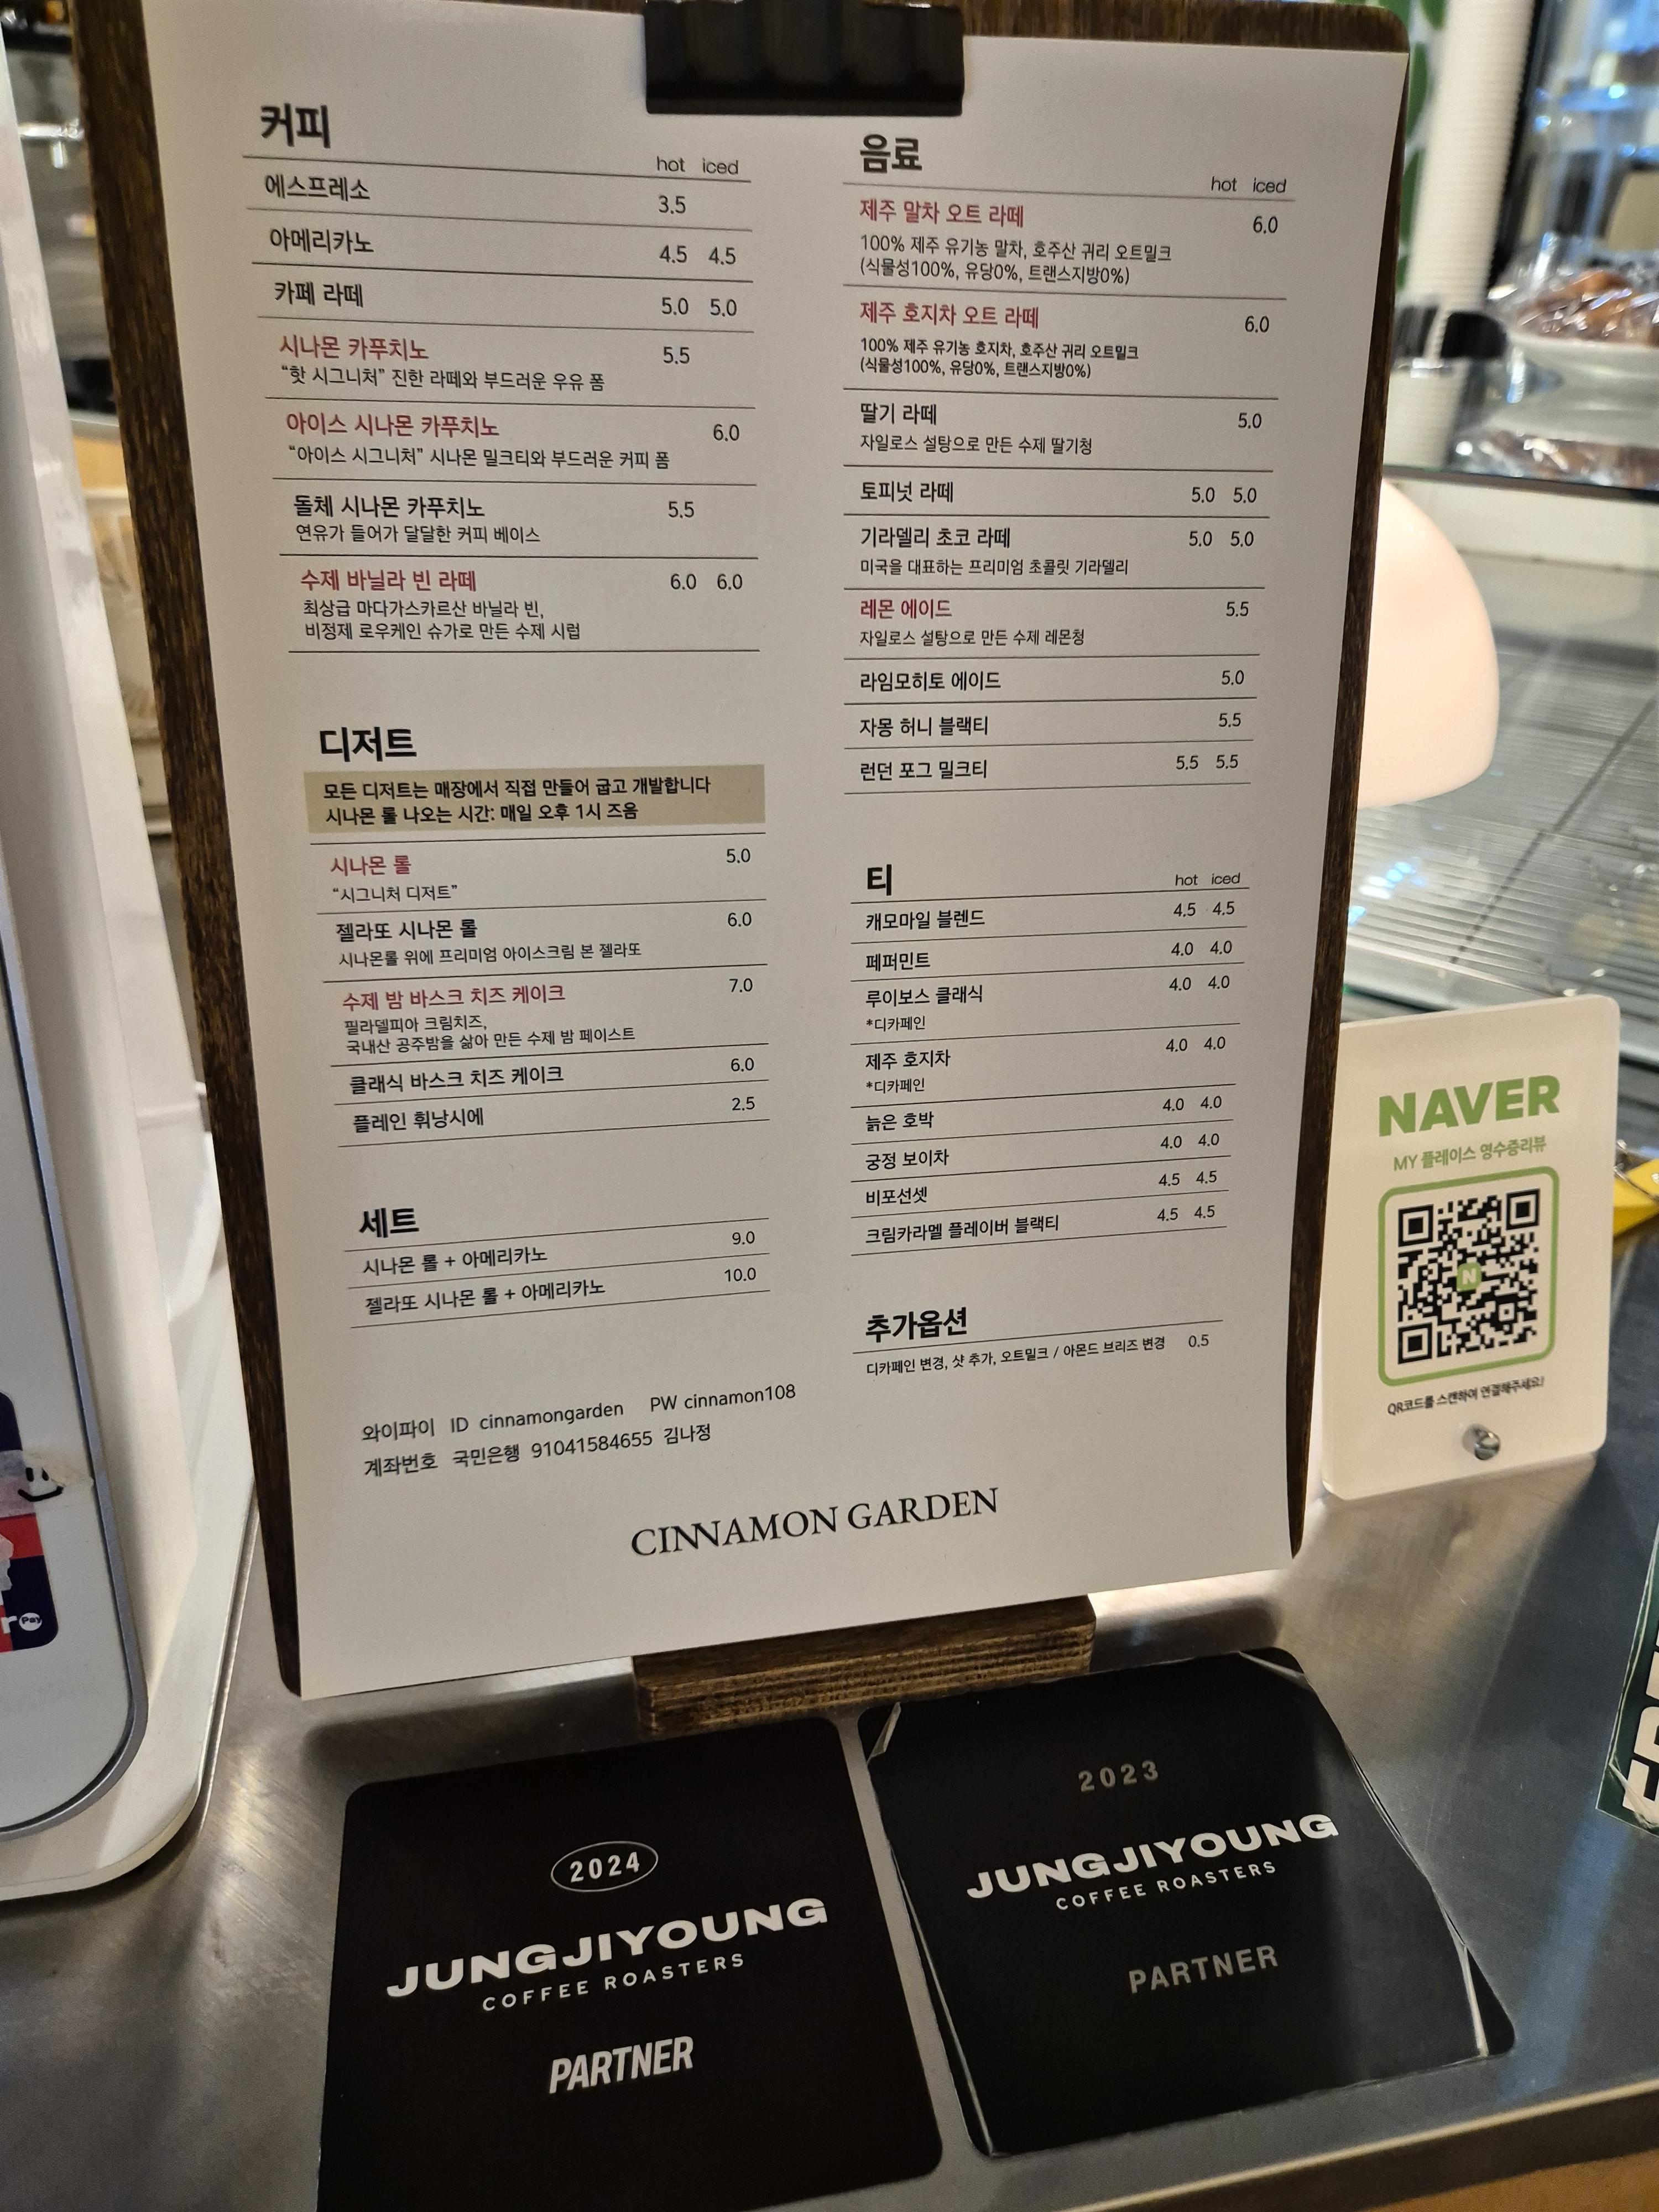 커피
hot iced
에스프레소 3.5
아메리카노 4.5 4.5
카페 라떼 5.0 5.0
시나몬 카푸치노 5.5
“핫 시그니처” 진한 라떼와 부드러운 우유 폼
아이스 시나몬 카푸치노 6.0
“아이스 시그니처” 시나몬 밀크티와 부드러운 커피 폼
돌체 시나몬 카푸치노 5.5
연유가 들어가 달달한 커피 베이스
수제 바닐라 빈 라떼 6.0 6.0
최상급 마다가스카르산 바닐라 빈,
비정제 로우케인 슈가로 만든 수제 시럽
디저트
모든 디저트는 매장에서 직접 만들어 굽고 개발합니다
시나몬 롤 나오는 시간: 매일 오후 1시 즈음
시나몬 롤 5.0
“시그니처 디저트”
젤라또 시나몬 롤 6.0
시나몬롤 위에 프리미엄 아이스크림 본 젤라또
수제 밤 바스크 치즈 케이크 7.0
필라델피아 크림치즈,
국내산 공주밤을 삶아 만든 수제 밤 페이스트
클래식 바스크 치즈 케이크 6.0
플레인 휘낭시에 2.5
세트
시나몬 롤 + 아메리카노 9.0
젤라또 시나몬 롤 + 아메리카노 10.0
음료
hot iced
제주 말차 오트 라떼 6.0
100% 제주 유기농 말차, 호주산 귀리 오트밀크
(식물성100%, 유당0%, 트랜스지방0%)
제주 호지차 오트 라떼 6.0
100% 제주 유기농 호지차, 호주산 귀리 오트밀크
(식물성100%, 유당0%, 트랜스지방0%)
딸기 라떼 5.0
자일로스 설탕으로 만든 수제 딸기청
토피넛 라떼 5.0 5.0
기라델리 초코 라떼 5.0 5.0
미국을 대표하는 프리미엄 초콜릿 기라델리
레몬 에이드 5.5
자일로스 설탕으로 만든 수제 레몬청
라임모히토 에이드 5.0
자몽 허니 블랙티 5.5
런던 포그 밀크티 5.5 5.5
티
hot iced
캐모마일 블렌드 4.5 4.5
페퍼민트 4.0 4.0
루이보스 클래식 4.0 4.0
*디카페인
제주 호지차 4.0 4.0
*디카페인
늙은 호박 4.0 4.0
궁정 보이차 4.0 4.0
비포선셋 4.5 4.5
크림카라멜 플레이버 블랙티 4.5 4.5
추가옵션
디카페인 변경, 샷 추가, 오트밀크 / 아몬드 브리즈 변경 0.5
와이파이 ID cinnamongarden PW cinnamon108
계좌번호 국민은행 91041584655 김나정
CINNAMON GARDEN
NAVER
MY 플레이스 영수증리뷰
N
QR코드를 스캔하여 연결해주세요!
2024
JUNGJIYOUNG
COFFEE ROASTERS
PARTNER
2023
JUNGJIYOUNG
COFFEE ROASTERS
PARTNER
Pay